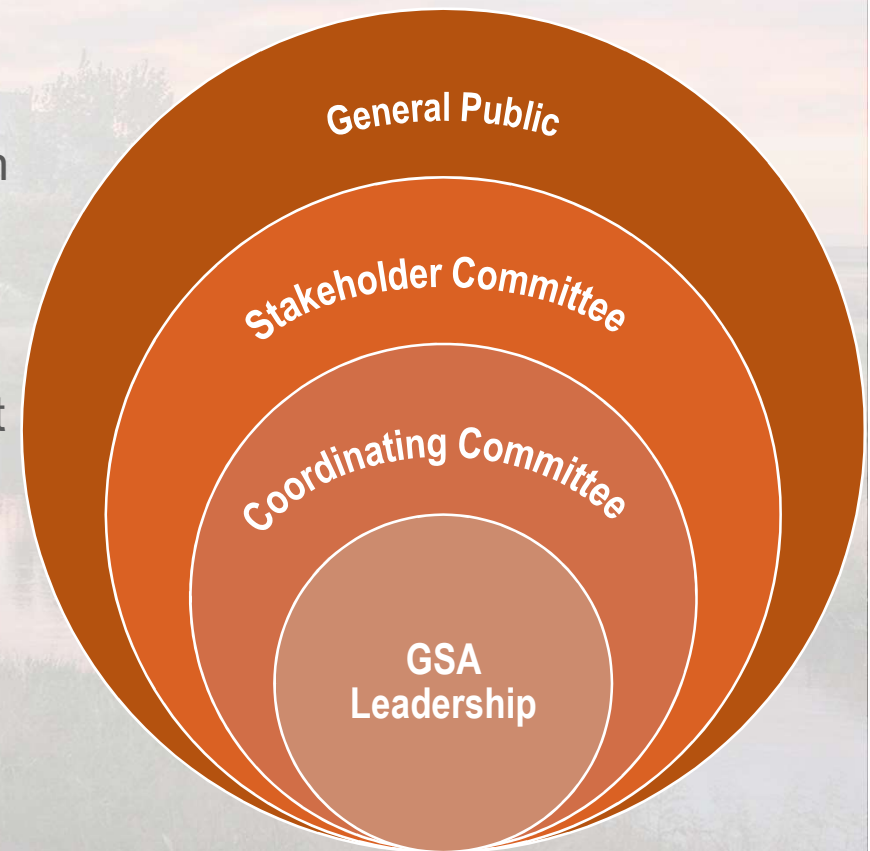 General Public
Stakeholder Committee
Coordinating Committee
GSA
Leadership